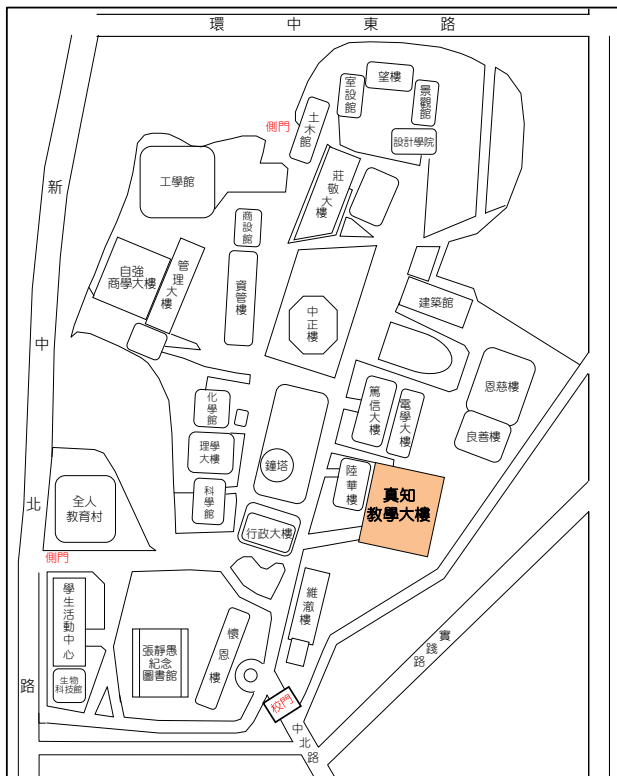 環中東路
望樓
室設館
景觀館
土木館
側門
設計學院
工學館
莊敬大樓
新中北路
商設館
自強
商學大樓
管理大樓
資管樓
中正樓
建築館
恩慈樓
篤信大樓
電學大樓
化學館
良善樓
理學大樓
鐘塔
陸華樓
真知
教學大樓
科學館
全人
教育村
行政大樓
側門
學生活動中心
維澈樓
懷恩樓
張靜愚
紀念
圖書館
實踐路
生物
科技館
校門
中北路